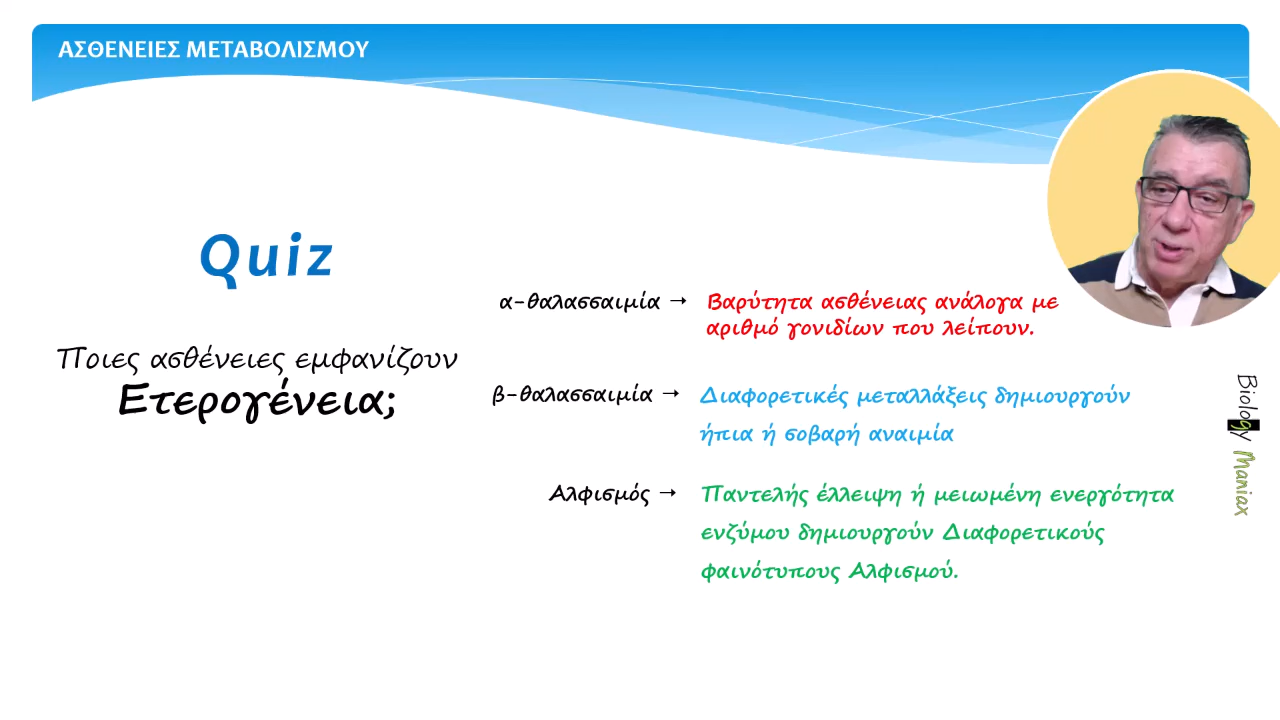 ΑΣΘΕΝΕΙΕΣ ΜΕΤΑΒΟΛΙΣΜΟΥ
Quiz
Ποιες ασθένειες εμφανίζουν
Ετερογένεια;
α-θαλασσαιμία → Βαρύτητα ασθένειας ανάλογα με
αριθμό γονιδίων που λείπουν.
β-θαλασσαιμία → Διαφορετικές μεταλλάξεις δημιουργούν
ήπια ή σοβαρή αναιμία
Αλφισμός → Παντελής έλλειψη ή μειωμένη ενεργότητα
ενζύμου δημιουργούν Διαφορετικούς
φαινότυπους Αλφισμού.
Biology Maniax